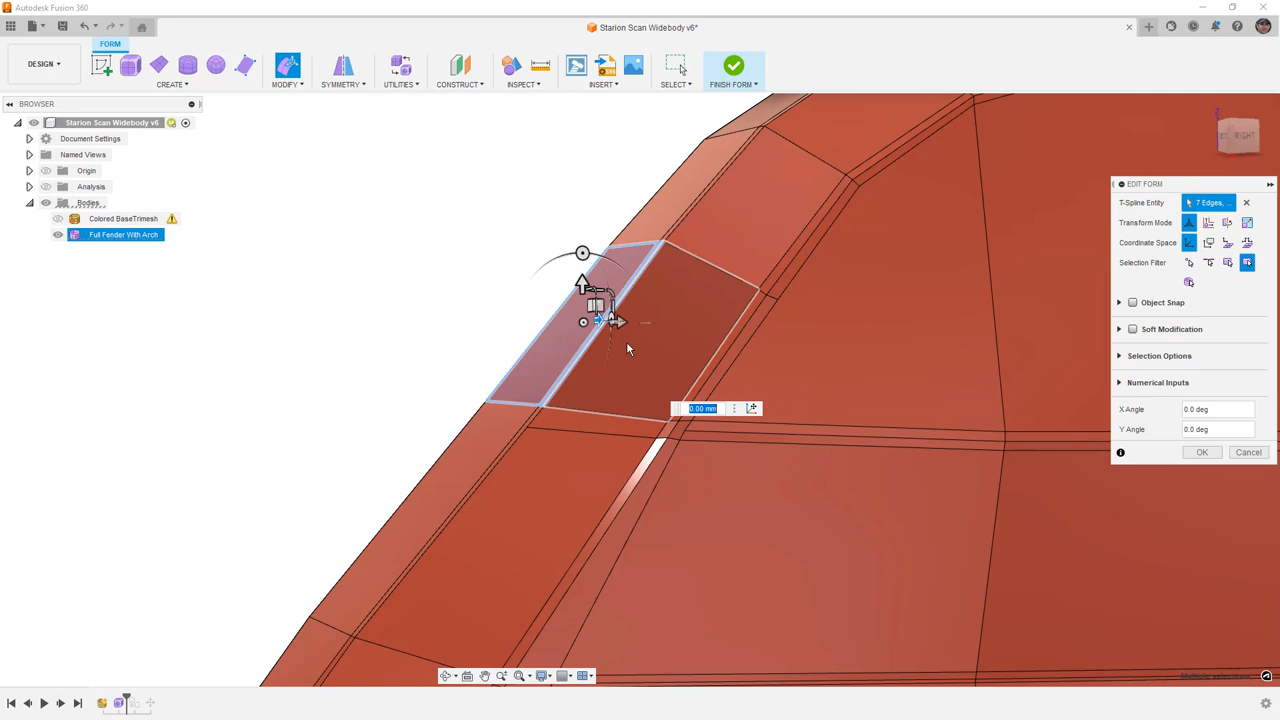 Autodesk Fusion 360
Starion Scan Widebody v6*
FORM
DESIGN
CREATE
MODIFY
SYMMETRY
UTILITIES
CONSTRUCT
INSPECT
INSERT
SELECT
FINISH FORM
BROWSER
Starion Scan Widebody v6
Document Settings
Named Views
Origin
Analysis
Bodies
Colored BaseTrimesh
Full Fender With Arch
RIGHT
EDIT FORM
T-Spline Entity
7 Edges, ...
Transform Mode
Coordinate Space
Selection Filter
Object Snap
Soft Modification
Selection Options
Numerical Inputs
X Angle
0.0 deg
Y Angle
0.0 deg
OK
Cancel
0.00 mm
Multiple selections